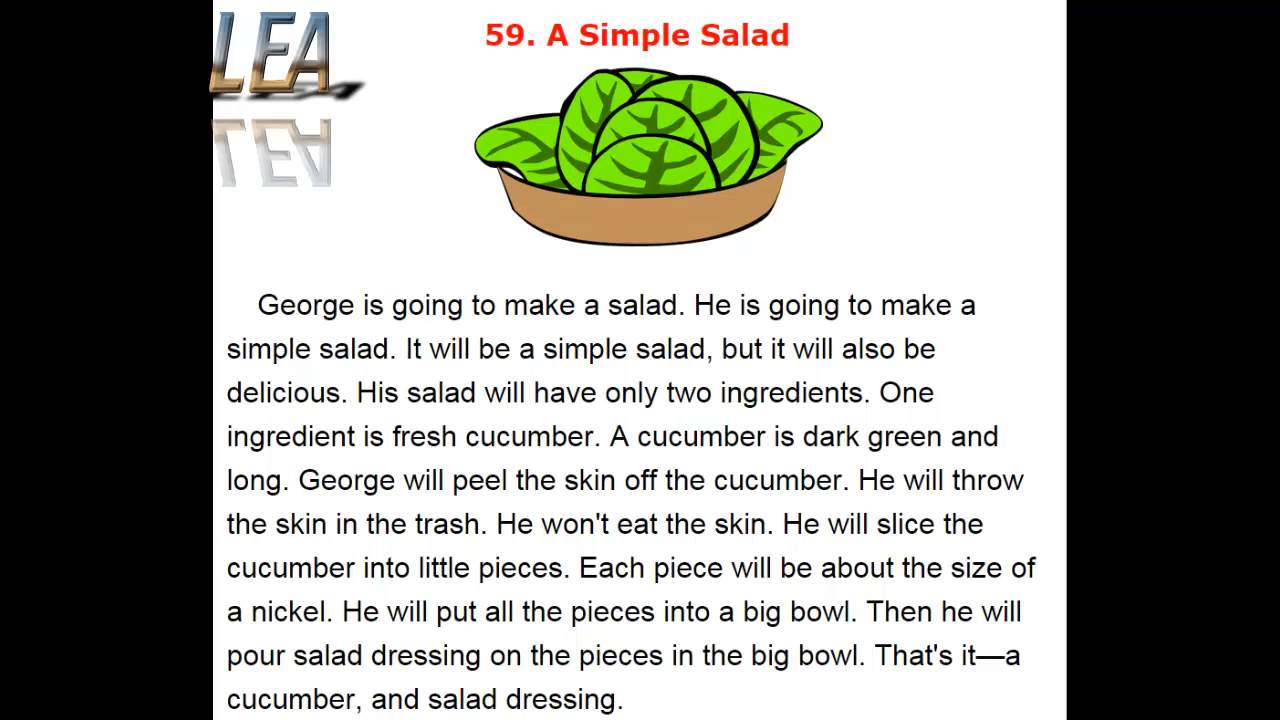 LEA
59. A Simple Salad
George is going to make a salad. He is going to make a
simple salad. It will be a simple salad, but it will also be
delicious. His salad will have only two ingredients. One
ingredient is fresh cucumber. A cucumber is dark green and
long. George will peel the skin off the cucumber. He will throw
the skin in the trash. He won't eat the skin. He will slice the
cucumber into little pieces. Each piece will be about the size of
a nickel. He will put all the pieces into a big bowl. Then he will
pour salad dressing on the pieces in the big bowl. That's it—a
cucumber, and salad dressing.